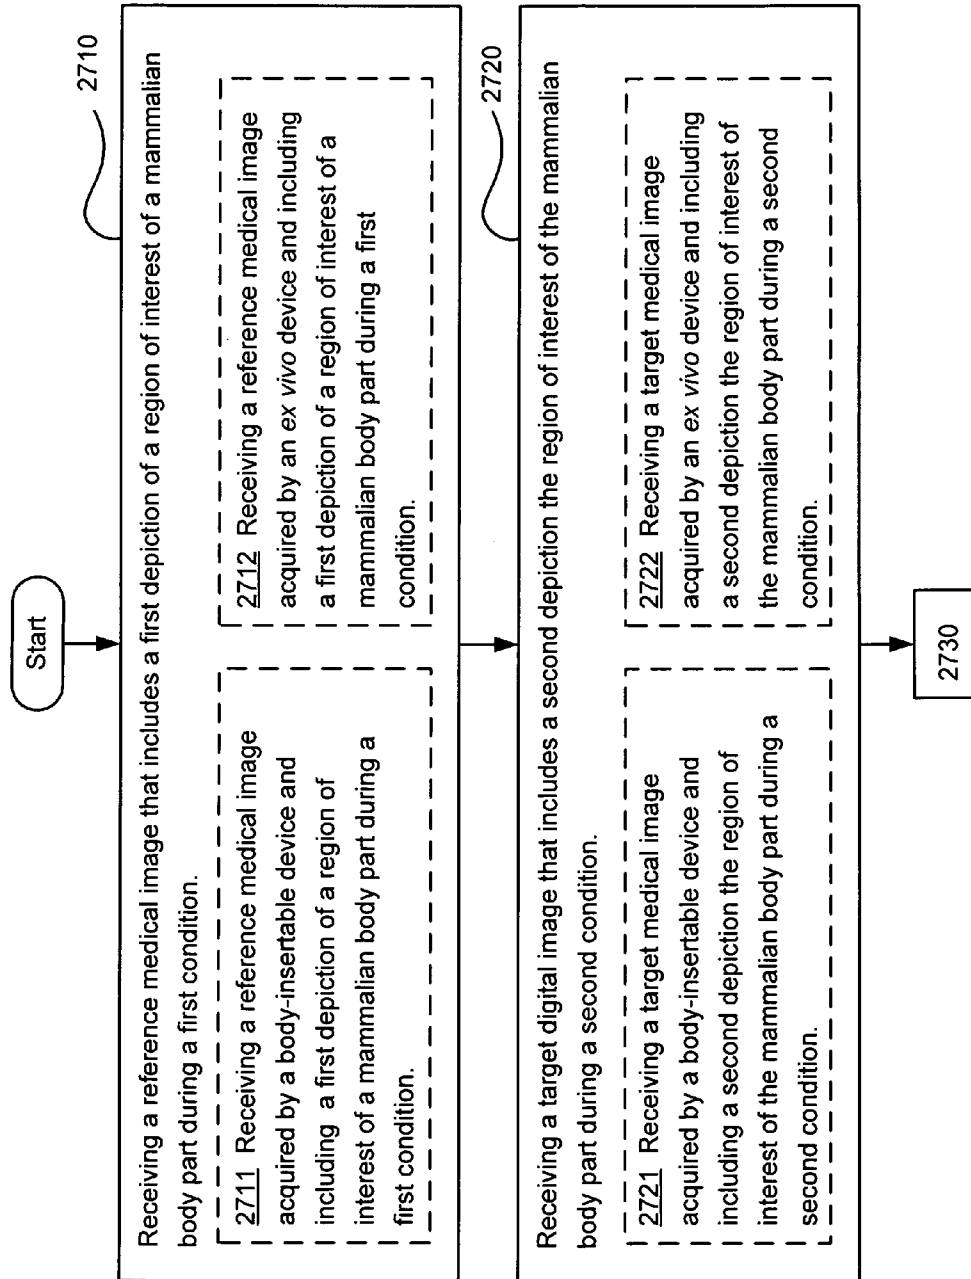 Start
2710
Receiving a reference medical image that includes a first depiction of a region of interest of a mammalian
body part during a first condition.
2711 Receiving a reference medical image
acquired by a body-insertable device and
including a first depiction of a region of
interest of a mammalian body part during a
first condition.
2712 Receiving a reference medical image
acquired by an ex vivo device and including
a first depiction of a region of interest of a
mammalian body part during a first
condition.
2720
Receiving a target digital image that includes a second depiction the region of interest of the mammalian
body part during a second condition.
2721 Receiving a target medical image
acquired by a body-insertable device and
including a second depiction the region of
interest of the mammalian body part during a
second condition.
2722 Receiving a target medical image
acquired by an ex vivo device and including
a second depiction the region of interest of
the mammalian body part during a second
condition.
2730